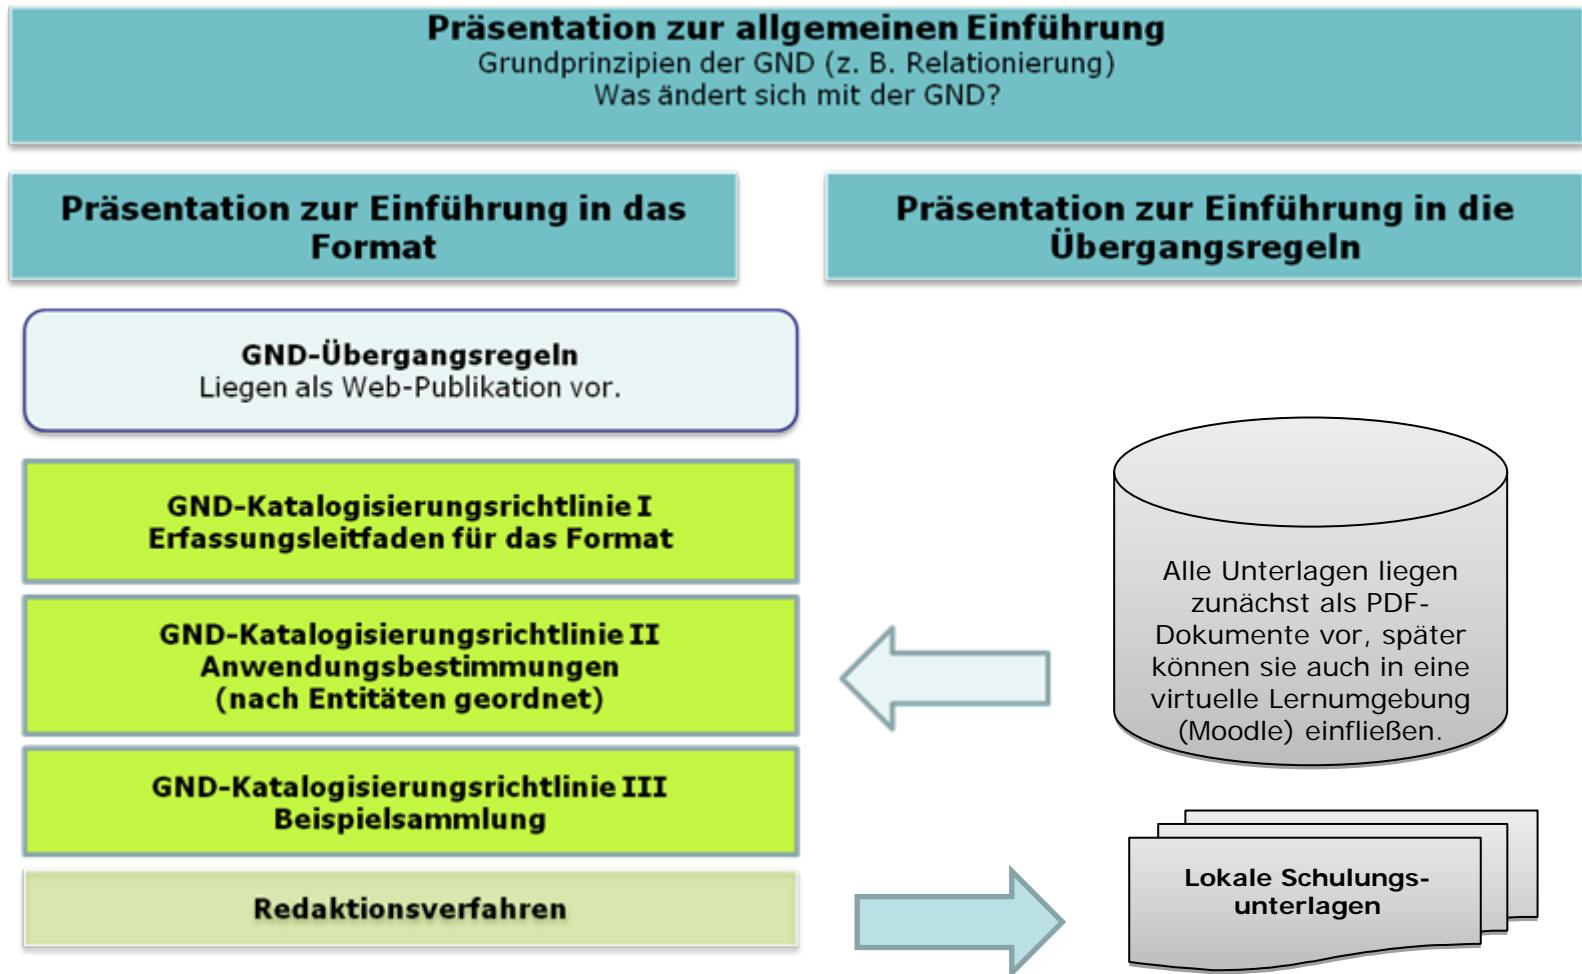 Präsentation zur allgemeinen Einführung
Grundprinzipien der GND (z. B. Relationierung)
Was ändert sich mit der GND?
Präsentation zur Einführung in das
Format
Präsentation zur Einführung in die
Übergangsregeln
GND-Übergangsregeln
Liegen als Web-Publikation vor.
GND-Katalogisierungsrichtlinie I
Erfassungsleitfaden für das Format
GND-Katalogisierungsrichtlinie II
Anwendungsbestimmungen
(nach Entitäten geordnet)
GND-Katalogisierungsrichtlinie III
Beispielsammlung
Redaktionsverfahren
Alle Unterlagen liegen
zunächst als PDF-
Dokumente vor, später
können sie auch in eine
virtuelle Lernumgebung
(Moodle) einfließen.
Lokale Schulungs-
unterlagen